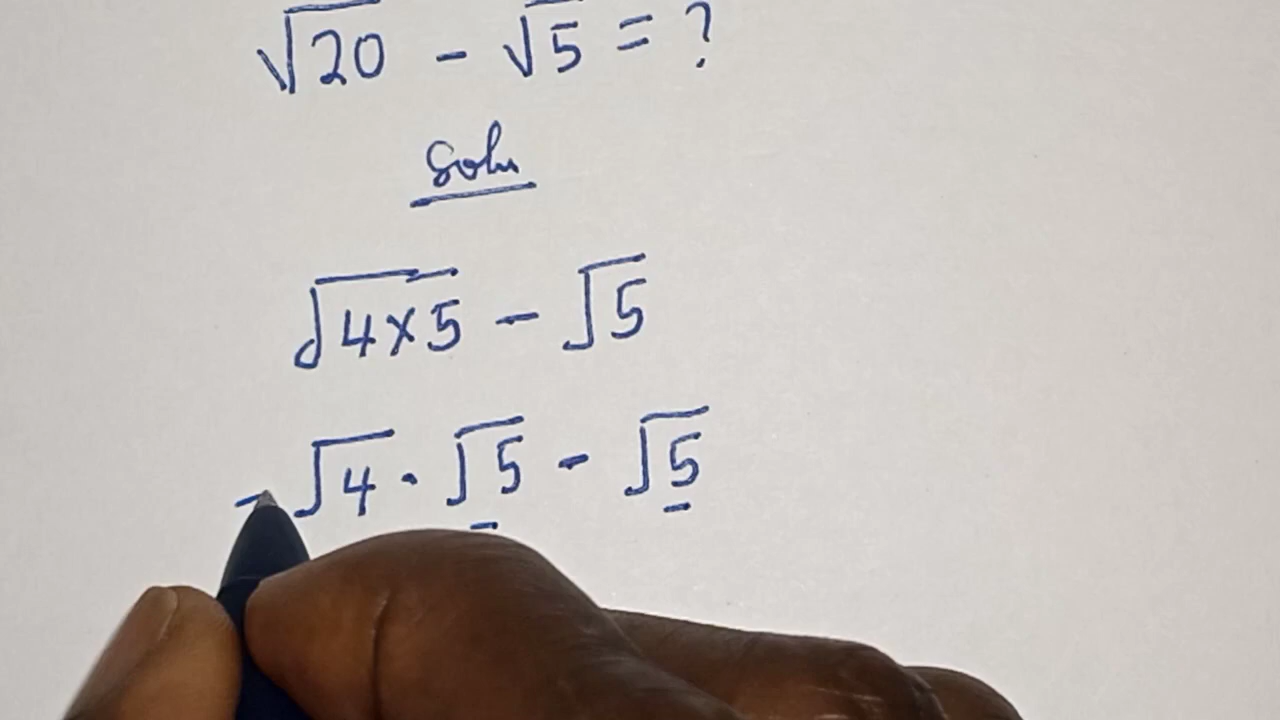 √20 - √5 = ?
Soln
√4×5 - √5
√4 · √5 - √5